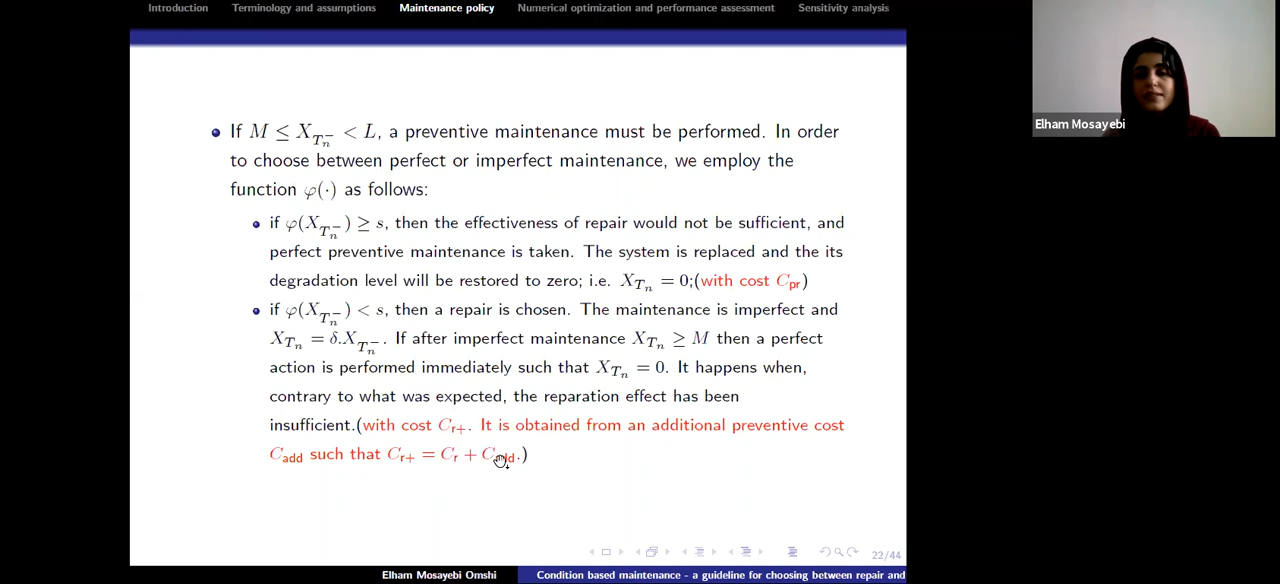 Introduction Terminology and assumptions Maintenance policy Numerical optimization and performance assessment Sensitivity analysis
Elham Mosayebi
• If M ≤ X_{T_n^-} < L, a preventive maintenance must be performed. In order
to choose between perfect or imperfect maintenance, we employ the
function φ(·) as follows:
• if φ(X_{T_n^-}) ≥ s, then the effectiveness of repair would not be sufficient, and
perfect preventive maintenance is taken. The system is replaced and the its
degradation level will be restored to zero; i.e. X_{T_n} = 0;(with cost C_{pr})
• if φ(X_{T_n^-}) < s, then a repair is chosen. The maintenance is imperfect and
X_{T_n} = δ.X_{T_n^-}. If after imperfect maintenance X_{T_n} ≥ M then a perfect
action is performed immediately such that X_{T_n} = 0. It happens when,
contrary to what was expected, the reparation effect has been
insufficient.(with cost C_{r+}. It is obtained from an additional preventive cost
C_{add} such that C_{r+} = C_r + C_{add}.)
22/44
Elham Mosayebi Omshi Condition based maintenance - a guideline for choosing between repair and